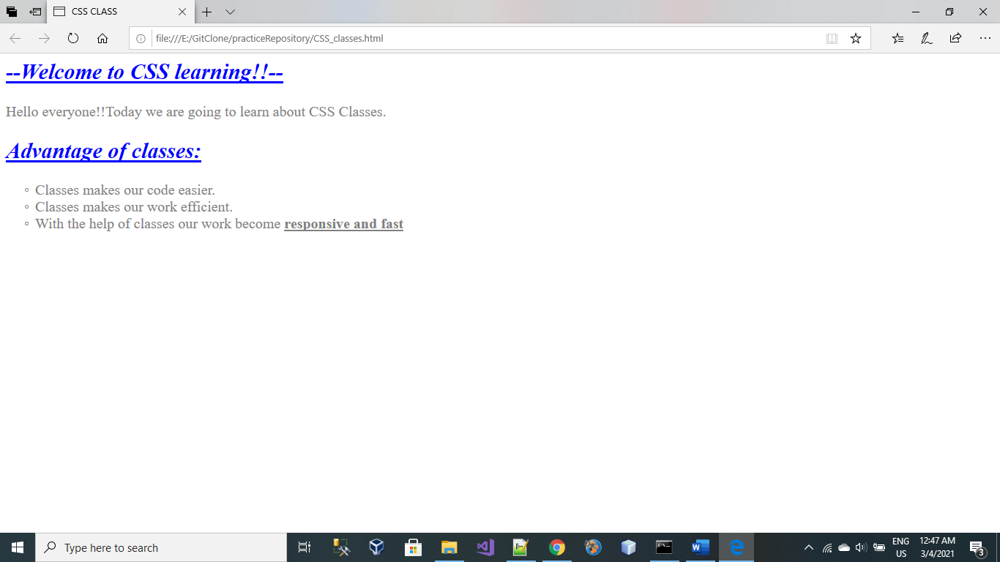 CSS CLASS
file:///E:/GitClone/practiceRepository/CSS_classes.html
--Welcome to CSS learning!!--
Hello everyone!!Today we are going to learn about CSS Classes.
Advantage of classes:
Classes makes our code easier.
Classes makes our work efficient.
With the help of classes our work become responsive and fast
Type here to search
ENG
US
12:47 AM
3/4/2021
3